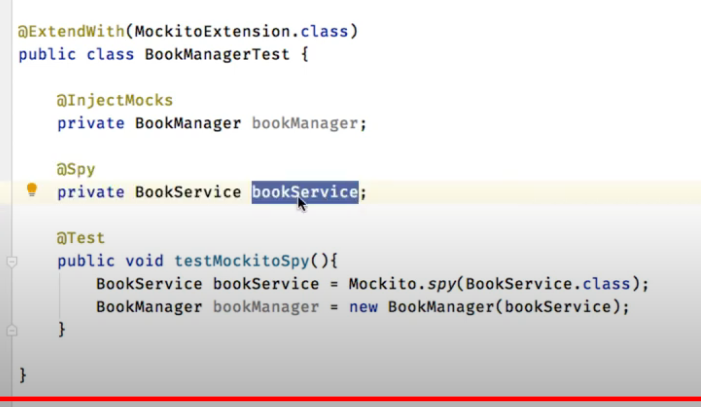 @ExtendWith(MockitoExtension.class)
public class BookManagerTest {
@InjectMocks
private BookManager bookManager;
@Spy
private BookService bookService;
@Test
public void testMockitoSpy(){
BookService bookService = Mockito.spy(BookService.class);
BookManager bookManager = new BookManager(bookService);
}
}